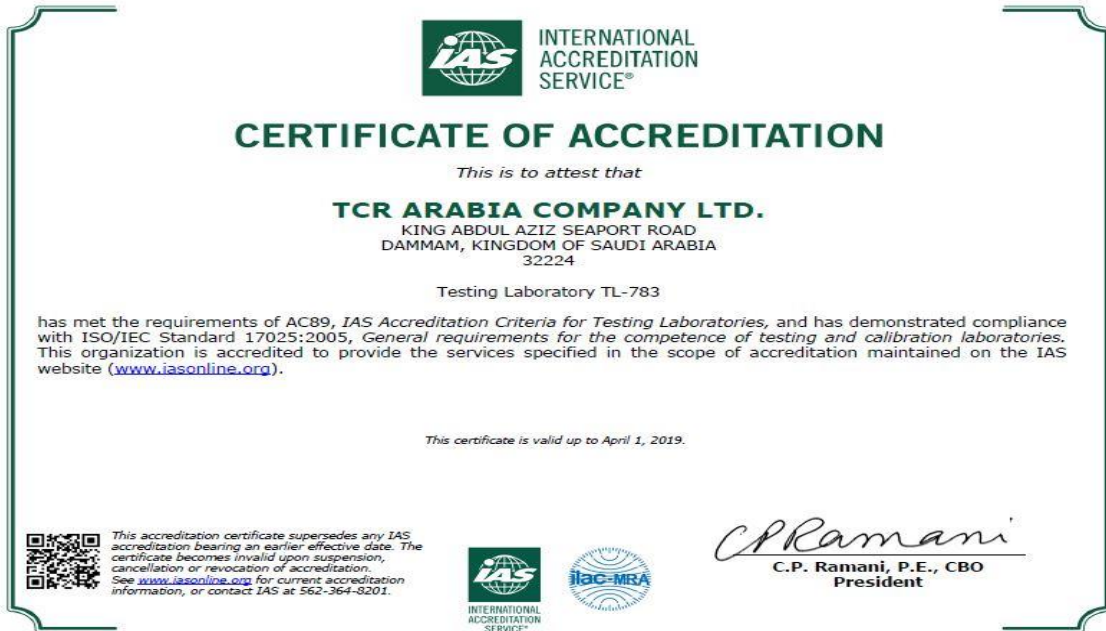 IAS
INTERNATIONAL
ACCREDITATION
SERVICE®
CERTIFICATE OF ACCREDITATION
This is to attest that
TCR ARABIA COMPANY LTD.
KING ABDUL AZIZ SEAPORT ROAD
DAMMAM, KINGDOM OF SAUDI ARABIA
32224
Testing Laboratory TL-783
has met the requirements of AC89, IAS Accreditation Criteria for Testing Laboratories, and has demonstrated compliance
with ISO/IEC Standard 17025:2005, General requirements for the competence of testing and calibration laboratories.
This organization is accredited to provide the services specified in the scope of accreditation maintained on the IAS
website (www.iasonline.org).
This certificate is valid up to April 1, 2019.
This accreditation certificate supersedes any IAS
accreditation bearing an earlier effective date. The
certificate becomes invalid upon suspension,
cancellation or revocation of accreditation.
See www.iasonline.org for current accreditation
information, or contact IAS at 562-364-8201.
IAS
INTERNATIONAL
ACCREDITATION
SERVICE®
ilac-MRA
CPRamani
C.P. Ramani, P.E., CBO
President